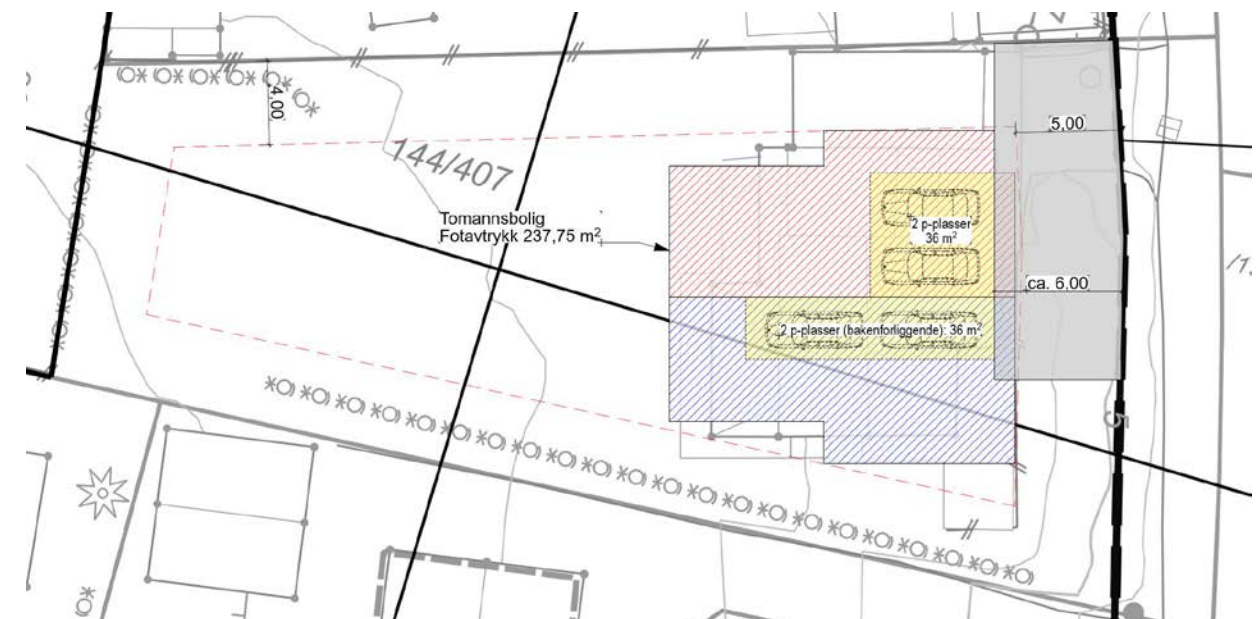 4,00
5,00
144/407
Tomannsbolig
Fotavtrykk 237,75 m²
2 p-plasser
36 m²
ca. 6,00
2 p-plasser (bakenforliggende): 36 m²
5